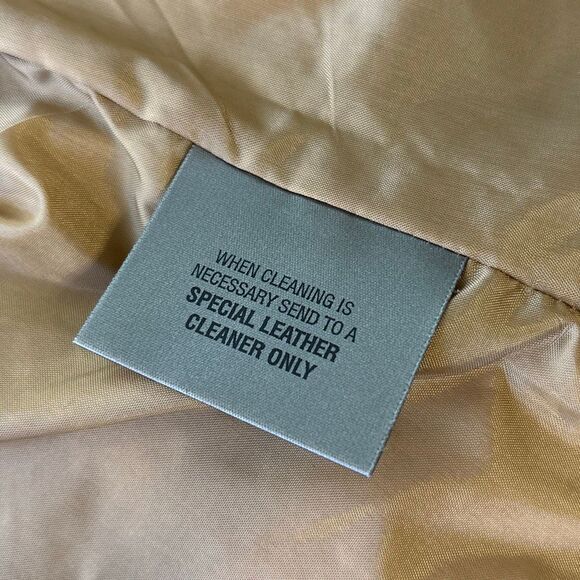 WHEN CLEANING IS
NECESSARY SEND TO A
SPECIAL LEATHER
CLEANER ONLY